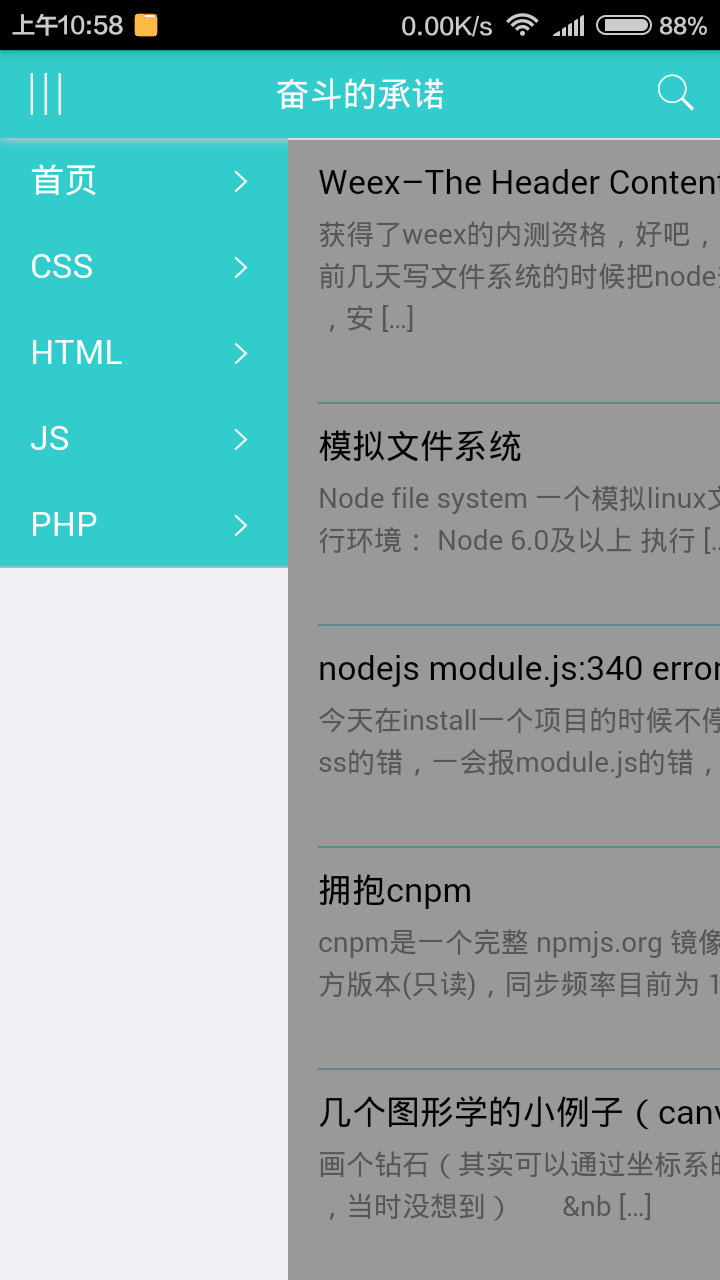 上午10:58
0.00K/s
88%
奋斗的承诺
首页
CSS
HTML
JS
PHP
Weex–The Header Content
获得了weex的内测资格，好吧，
前几天写文件系统的时候把node
，安 [...]
模拟文件系统
Node file system 一个模拟linux
行环境： Node 6.0及以上 执行 [..
nodejs module.js:340 error
今天在install一个项目的时候不停
ss的错，一会报module.js的错，
拥抱cnpm
cnpm是一个完整 npmjs.org 镜像
方版本(只读)，同步频率目前为 1
几个图形学的小例子（canv
画个钻石（其实可以通过坐标系的
，当时没想到） &nb [...]